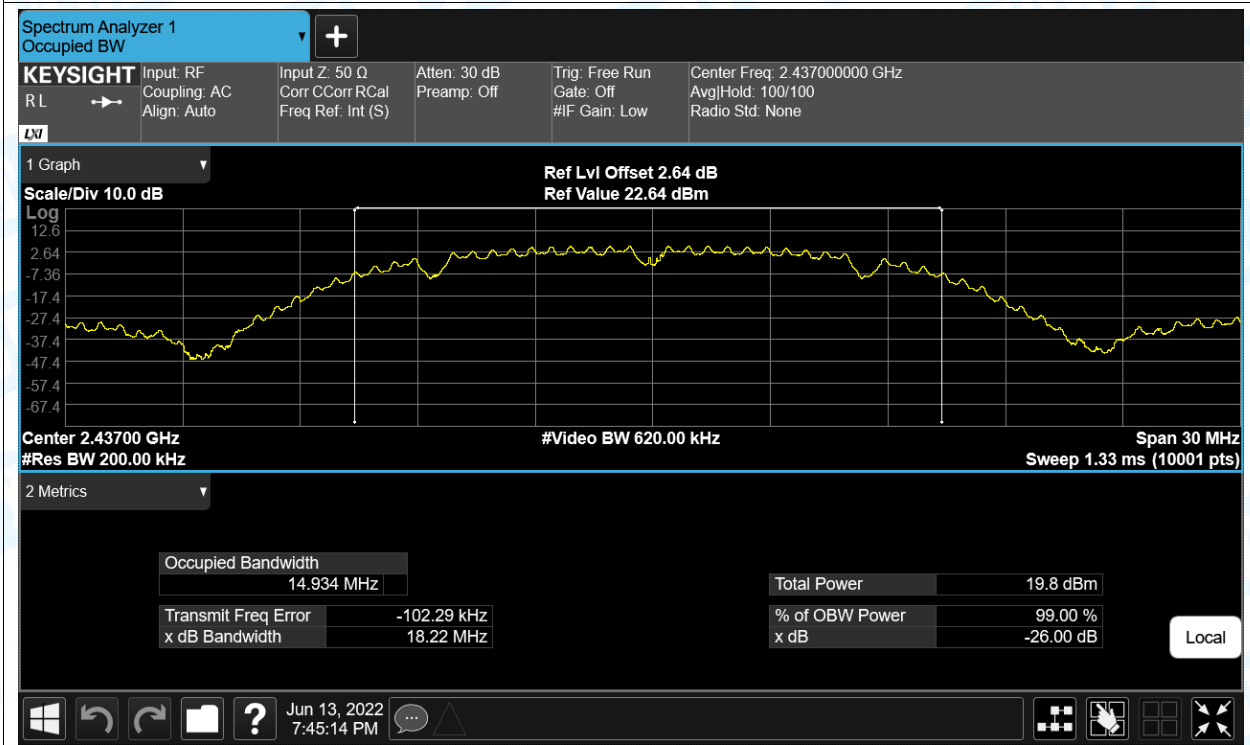 Spectrum Analyzer 1
Occupied BW
KEYSIGHT
R L
LXI
Input: RF
Coupling: AC
Align: Auto
Input Z: 50 Ω
Corr CCorr RCal
Freq Ref: Int (S)
Atten: 30 dB
Preamp: Off
Trig: Free Run
Gate: Off
#IF Gain: Low
Center Freq: 2.437000000 GHz
Avg|Hold: 100/100
Radio Std: None
1 Graph
Scale/Div 10.0 dB
Ref Lvl Offset 2.64 dB
Ref Value 22.64 dBm
Log
12.6
2.64
-7.36
-17.4
-27.4
-37.4
-47.4
-57.4
-67.4
Center 2.43700 GHz
#Video BW 620.00 kHz
Span 30 MHz
#Res BW 200.00 kHz
Sweep 1.33 ms (10001 pts)
2 Metrics
Occupied Bandwidth
14.934 MHz
Total Power 19.8 dBm
Transmit Freq Error -102.29 kHz
% of OBW Power 99.00 %
x dB Bandwidth 18.22 MHz
x dB -26.00 dB
Local
?
Jun 13, 2022
7:45:14 PM